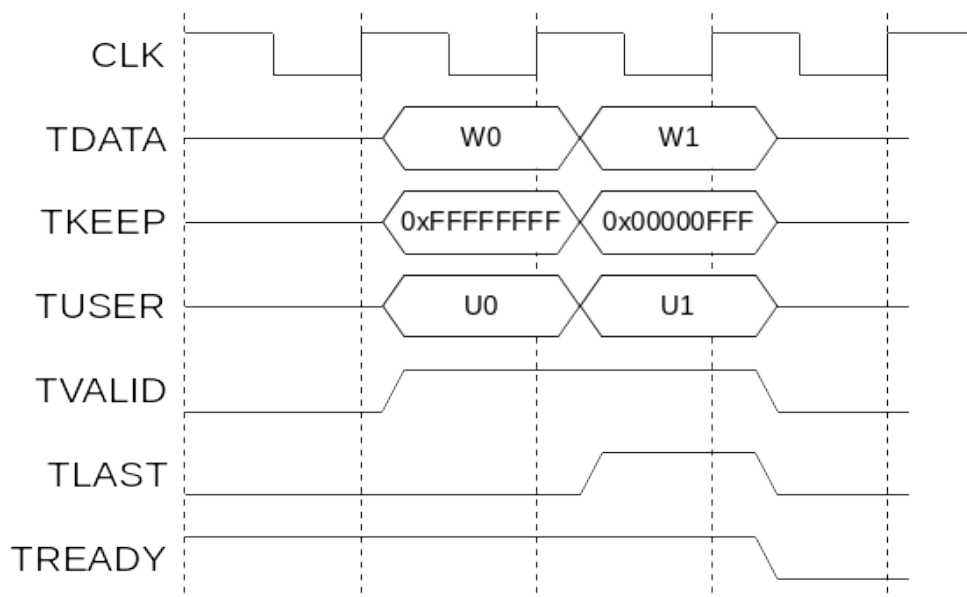 CLK
TDATA W0 W1
TKEEP 0xFFFFFFFF 0x00000FFF
TUSER U0 U1
TVALID
TLAST
TREADY